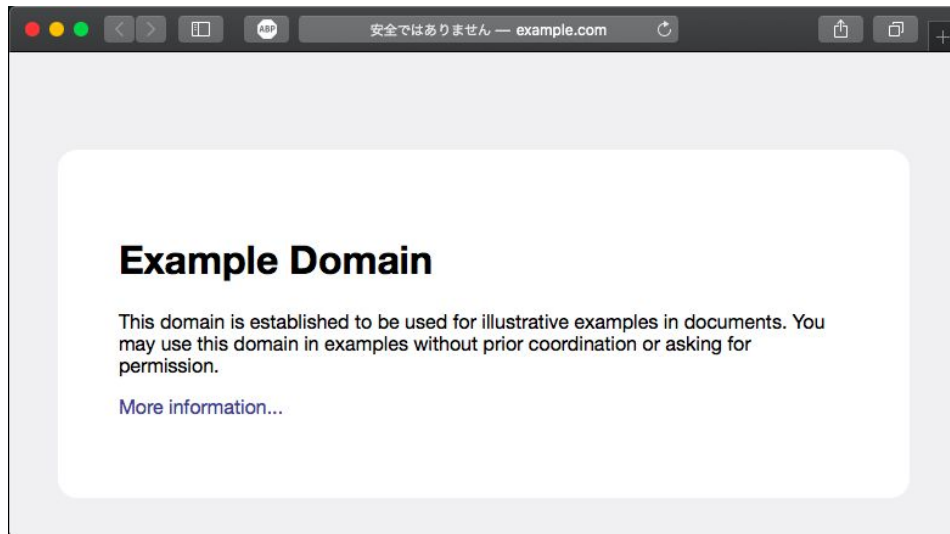 ABP
安全ではありません — example.com
Example Domain
This domain is established to be used for illustrative examples in documents. You
may use this domain in examples without prior coordination or asking for
permission.
More information...